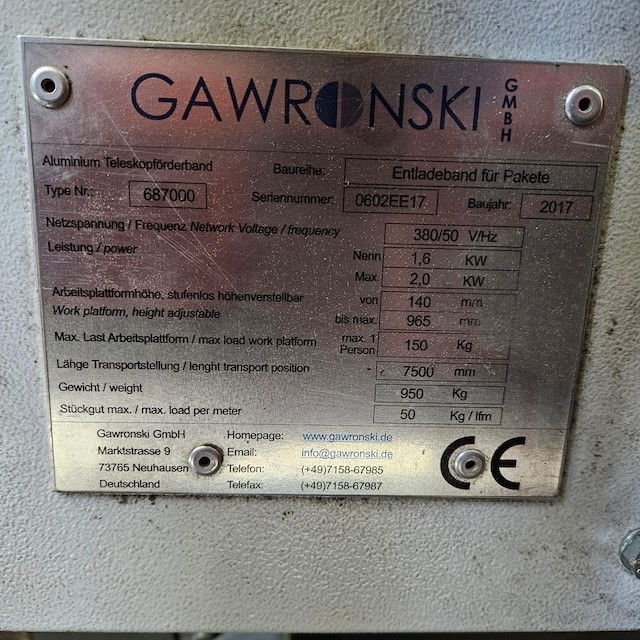 GAWRONSKI GMBH
Aluminium Teleskopförderband Baureihe: Entladeband für Pakete
Type Nr.: 687000 Seriennummer: 0602EE17 Baujahr: 2017
Netzspannung / Frequenz Network Voltage / frequency 380/50 V/Hz
Leistung / power Nenn 1,6 KW
Max. 2,0 KW
Arbeitsplattformhöhe, stufenlos höhenverstellbar von 140 mm
Work platform, height adjustable bis max. 965 mm
Max. Last Arbeitsplattform / max load work platform max. 1 Person 150 Kg
Lähge Transportstellung / lenght transport position - 7500 mm
Gewicht / weight 950 Kg
Stückgut max. / max. load per meter 50 Kg / lfm
Gawronski GmbH Homepage: www.gawronski.de
Marktstrasse 9 Email: info@gawronski.de
73765 Neuhausen Telefon: (+49)7158-67985
Deutschland Telefax: (+49)7158-67987
CE